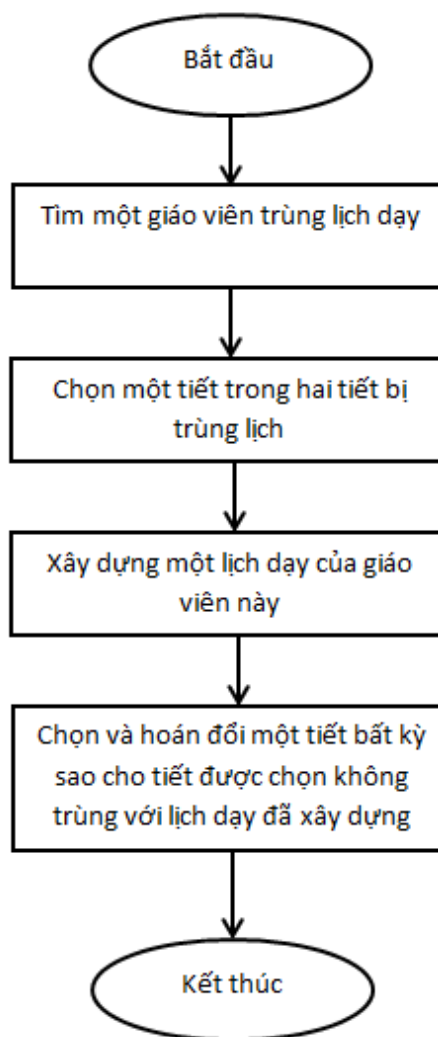 Bắt đầu
Tìm một giáo viên trùng lịch dạy
Chọn một tiết trong hai tiết bị
trùng lịch
Xây dựng một lịch dạy của giáo
viên này
Chọn và hoán đổi một tiết bất kỳ
sao cho tiết được chọn không
trùng với lịch dạy đã xây dựng
Kết thúc